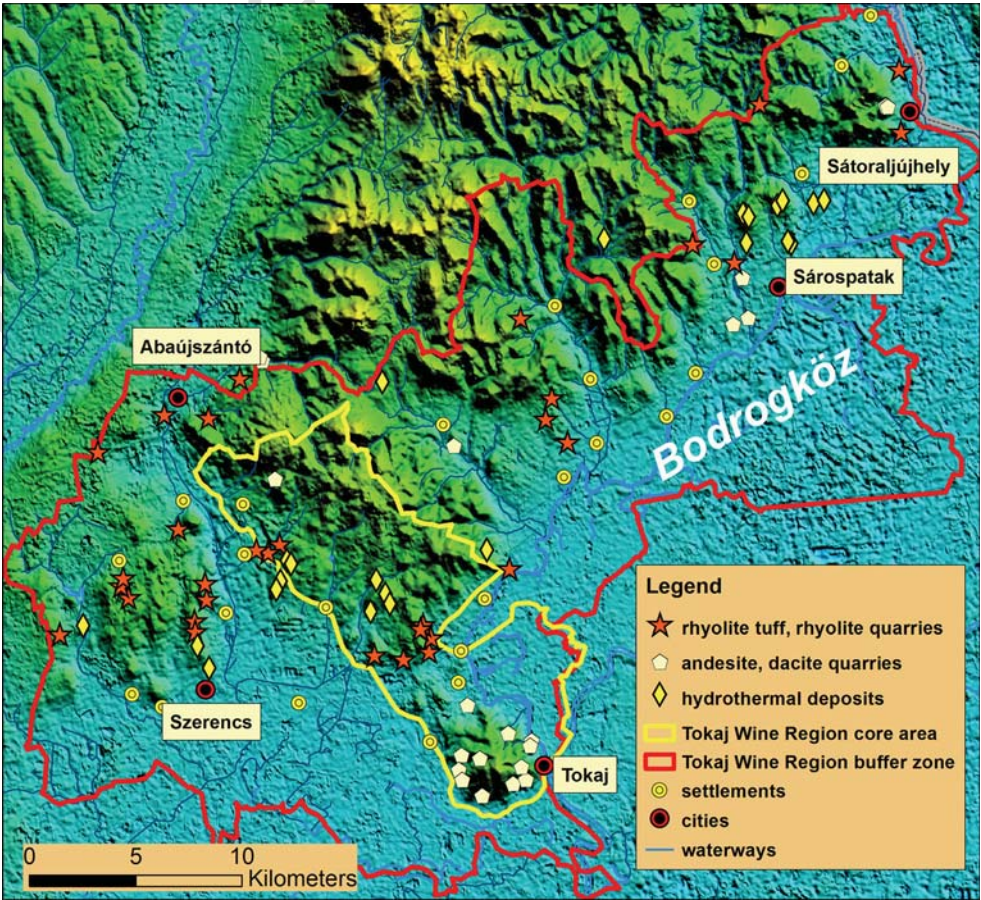 Sátoraljújhely
Sárospatak
Abaújszántó
Bodrogköz
Szerencs
Tokaj
Legend
rhyolite tuff, rhyolite quarries
andesite, dacite quarries
hydrothermal deposits
Tokaj Wine Region core area
Tokaj Wine Region buffer zone
settlements
cities
waterways
0 5 10
Kilometers